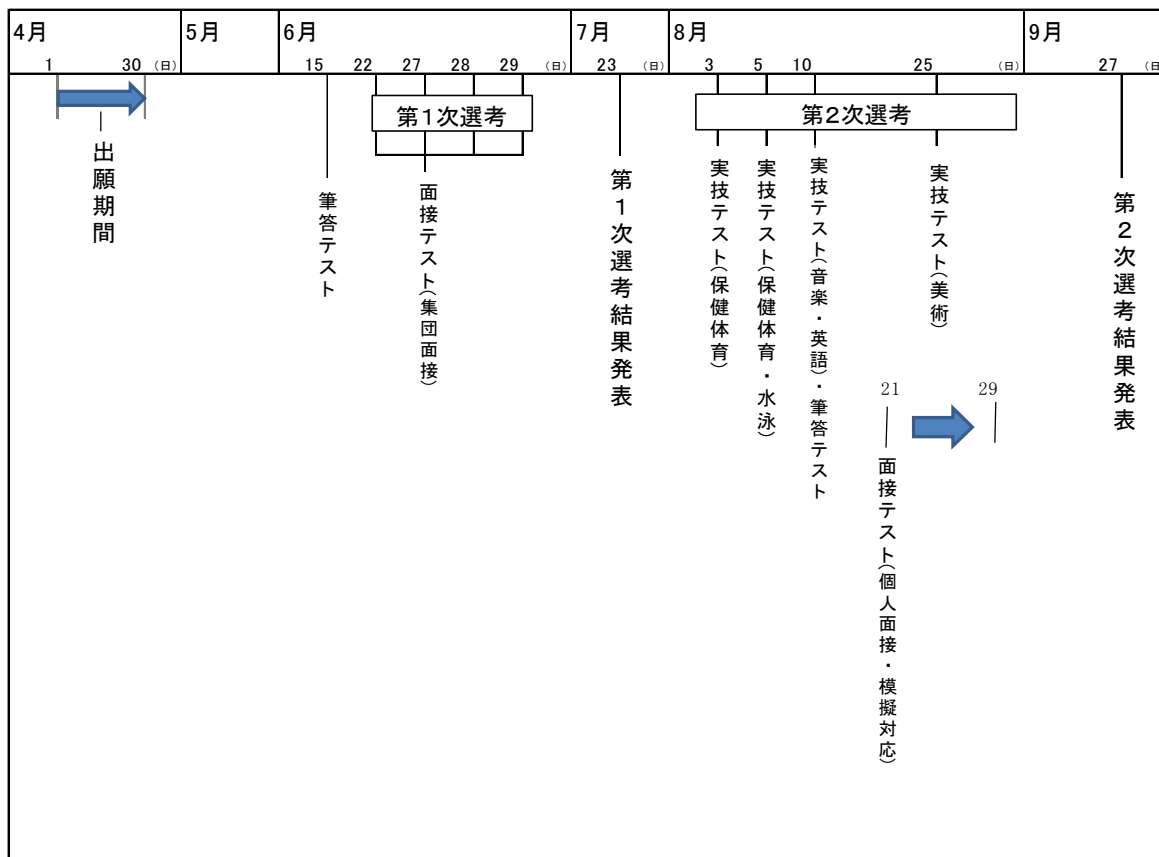 4月
5月
6月
7月
8月
9月
1
30
(日)
15
22
27
28
29
(日)
23
(日)
3
5
10
25
(日)
27
(日
第1次選考
第2次選考
出願期間
筆答テスト
面接テスト(集団面接)
第1次選考結果発表
実技テスト(保健体育)
実技テスト(保健体育・水泳)
実技テスト(音楽・英語)・筆答テスト
実技テスト(美術)
第2次選考結果発表
21
29
面接テスト(個人面接・模擬対応)